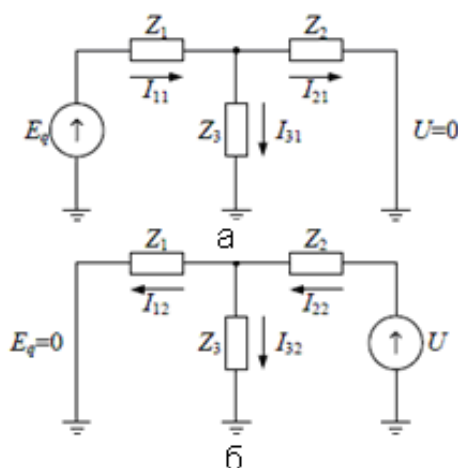 Z1 Z2
I11 I21
Eq Z3 I31 U=0
а
Z1 Z2
I12 I22
Eq=0 Z3 I32 U
б